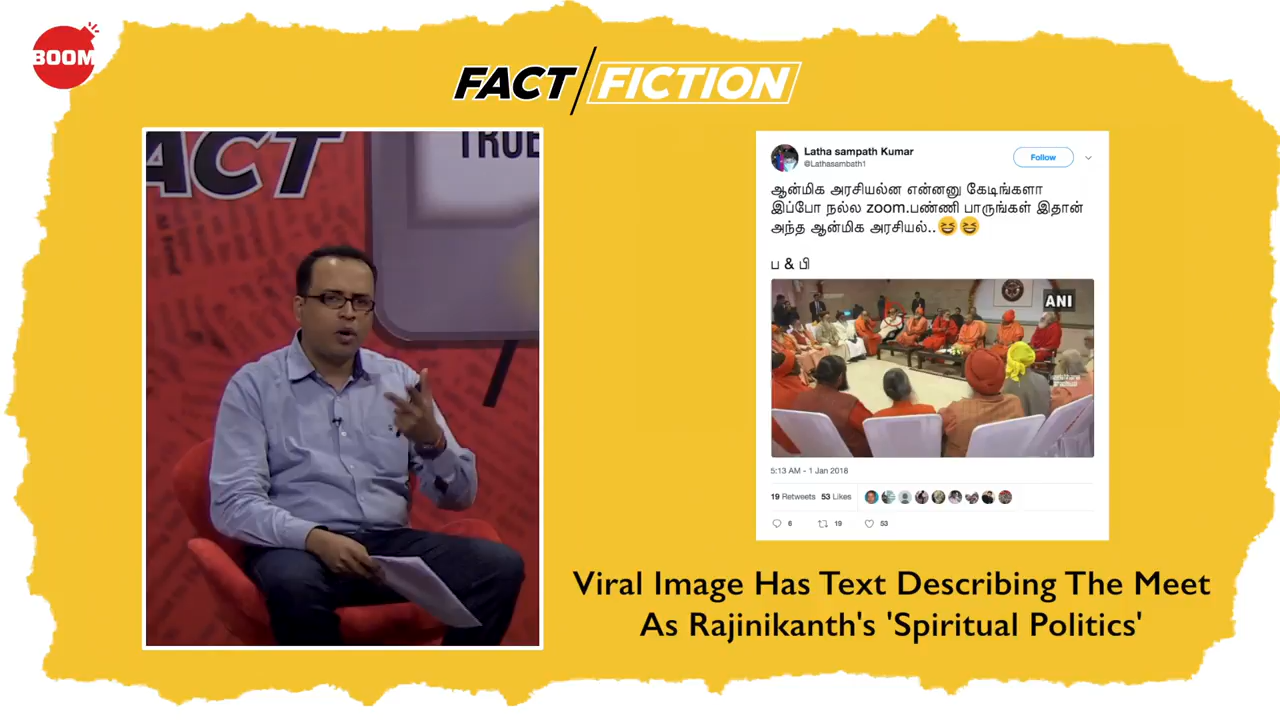 BOOM
FACT/FICTION
ACT
TRUE
Latha sampath Kumar
@Lathasambath1
Follow
ஆன்மிக அரசியல்ன என்னனு கேடிங்களா
இப்போ நல்ல zoom.பண்ணி பாருங்கள் இதான்
அந்த ஆன்மிக அரசியல்..😆😆
ப & பி
ANI
5:13 AM - 1 Jan 2018
19 Retweets 53 Likes
6 19 53
Viral Image Has Text Describing The Meet
As Rajinikanth's 'Spiritual Politics'